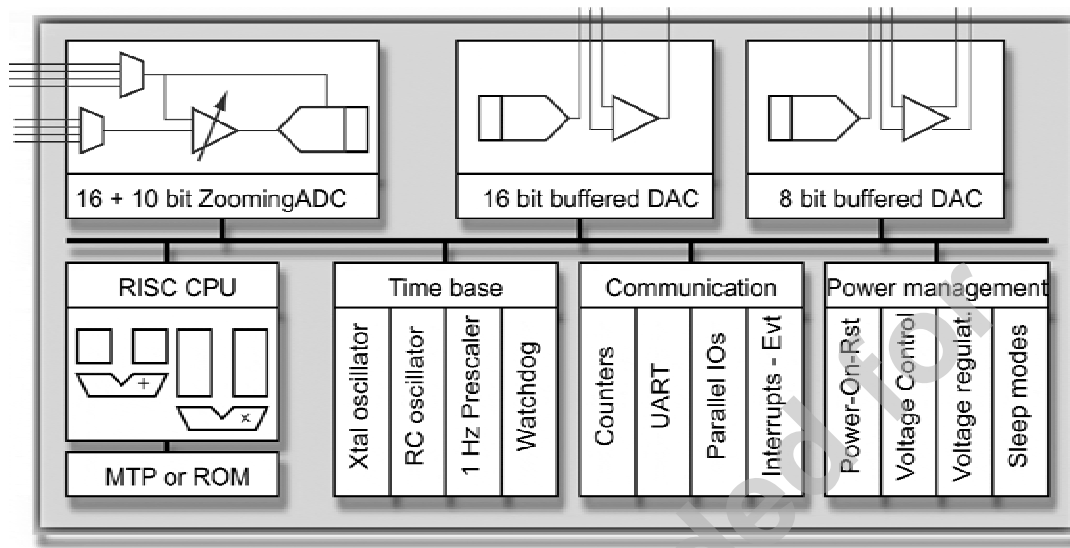 16 + 10 bit ZoomingADC
16 bit buffered DAC
8 bit buffered DAC
RISC CPU
+
x
MTP or ROM
Time base
Xtal oscillator
RC oscillator
1 Hz Prescaler
Watchdog
Communication
Counters
UART
Parallel IOs
Interrupts - Evt
Power management
Power-On-Rst
Voltage Control
Voltage regulat.
Sleep modes